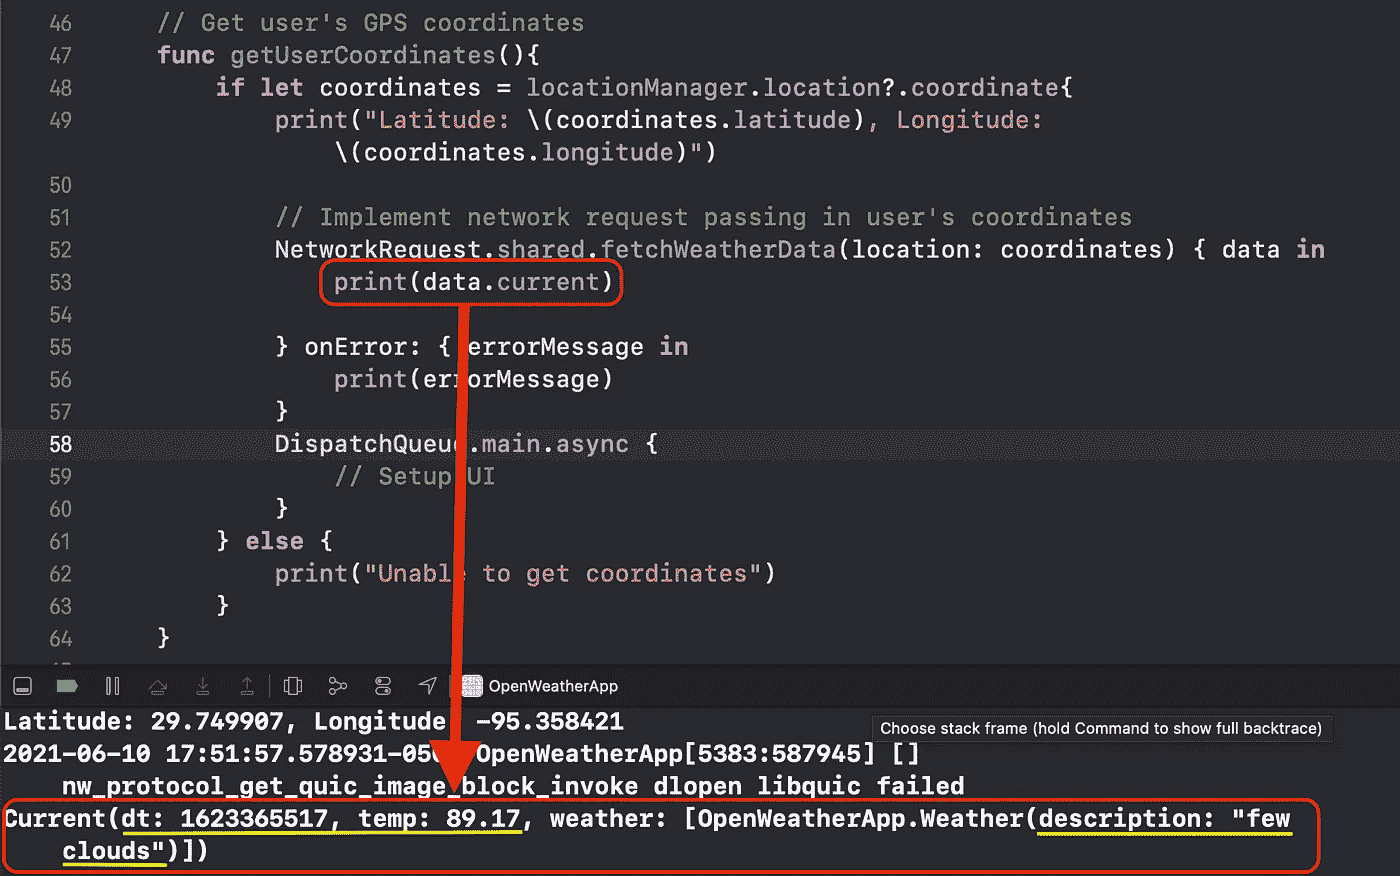 46 // Get user's GPS coordinates
47 func getUserCoordinates(){
48 if let coordinates = locationManager.location?.coordinate{
49 print("Latitude: \(coordinates.latitude), Longitude:
\(coordinates.longitude)")
50
51 // Implement network request passing in user's coordinates
52 NetworkRequest.shared.fetchWeatherData(location: coordinates) { data in
53 print(data.current)
54
55 } onError: { errorMessage in
56 print(errorMessage)
57 }
58 DispatchQueue.main.async {
59 // Setup UI
60 }
61 } else {
62 print("Unable to get coordinates")
63 }
64 }
OpenWeatherApp
Latitude: 29.749907, Longitude: -95.358421
Choose stack frame (hold Command to show full backtrace)
2021-06-10 17:51:57.578931-050 OpenWeatherApp[5383:587945] []
nw_protocol_get_quic_image_block_invoke dlopen libquic failed
Current(dt: 1623365517, temp: 89.17, weather: [OpenWeatherApp.Weather(description: "few
clouds")])